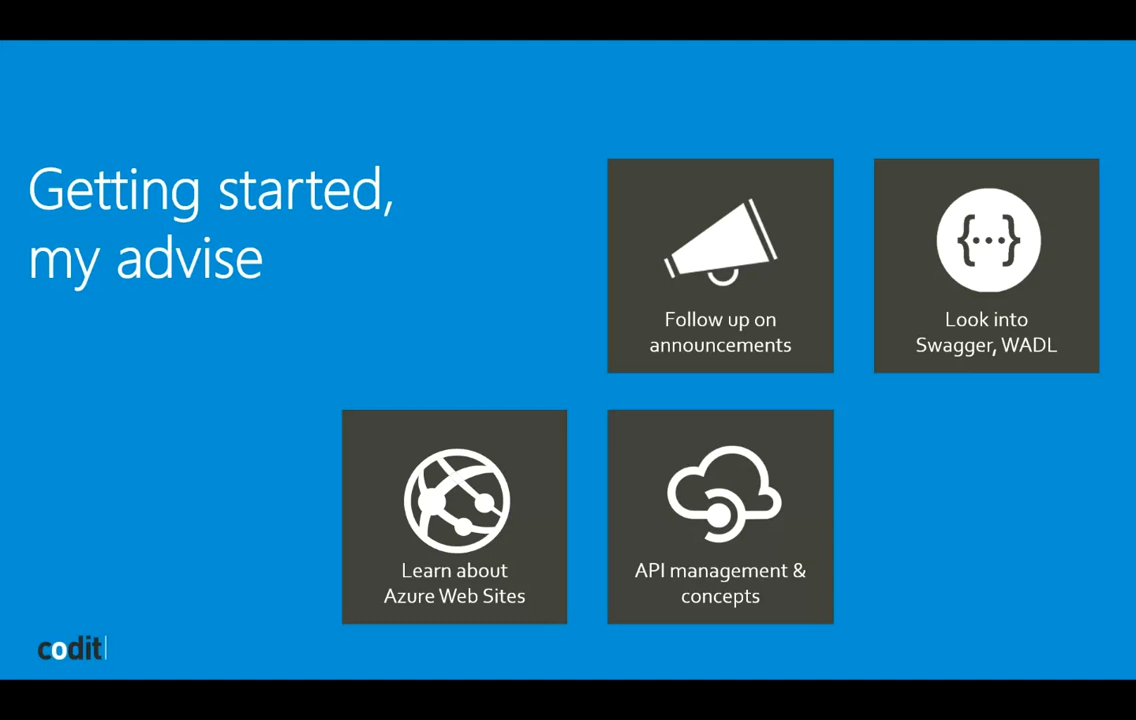 Getting started,
my advise
Follow up on
announcements
Look into
Swagger, WADL
Learn about
Azure Web Sites
API management &
concepts
codit